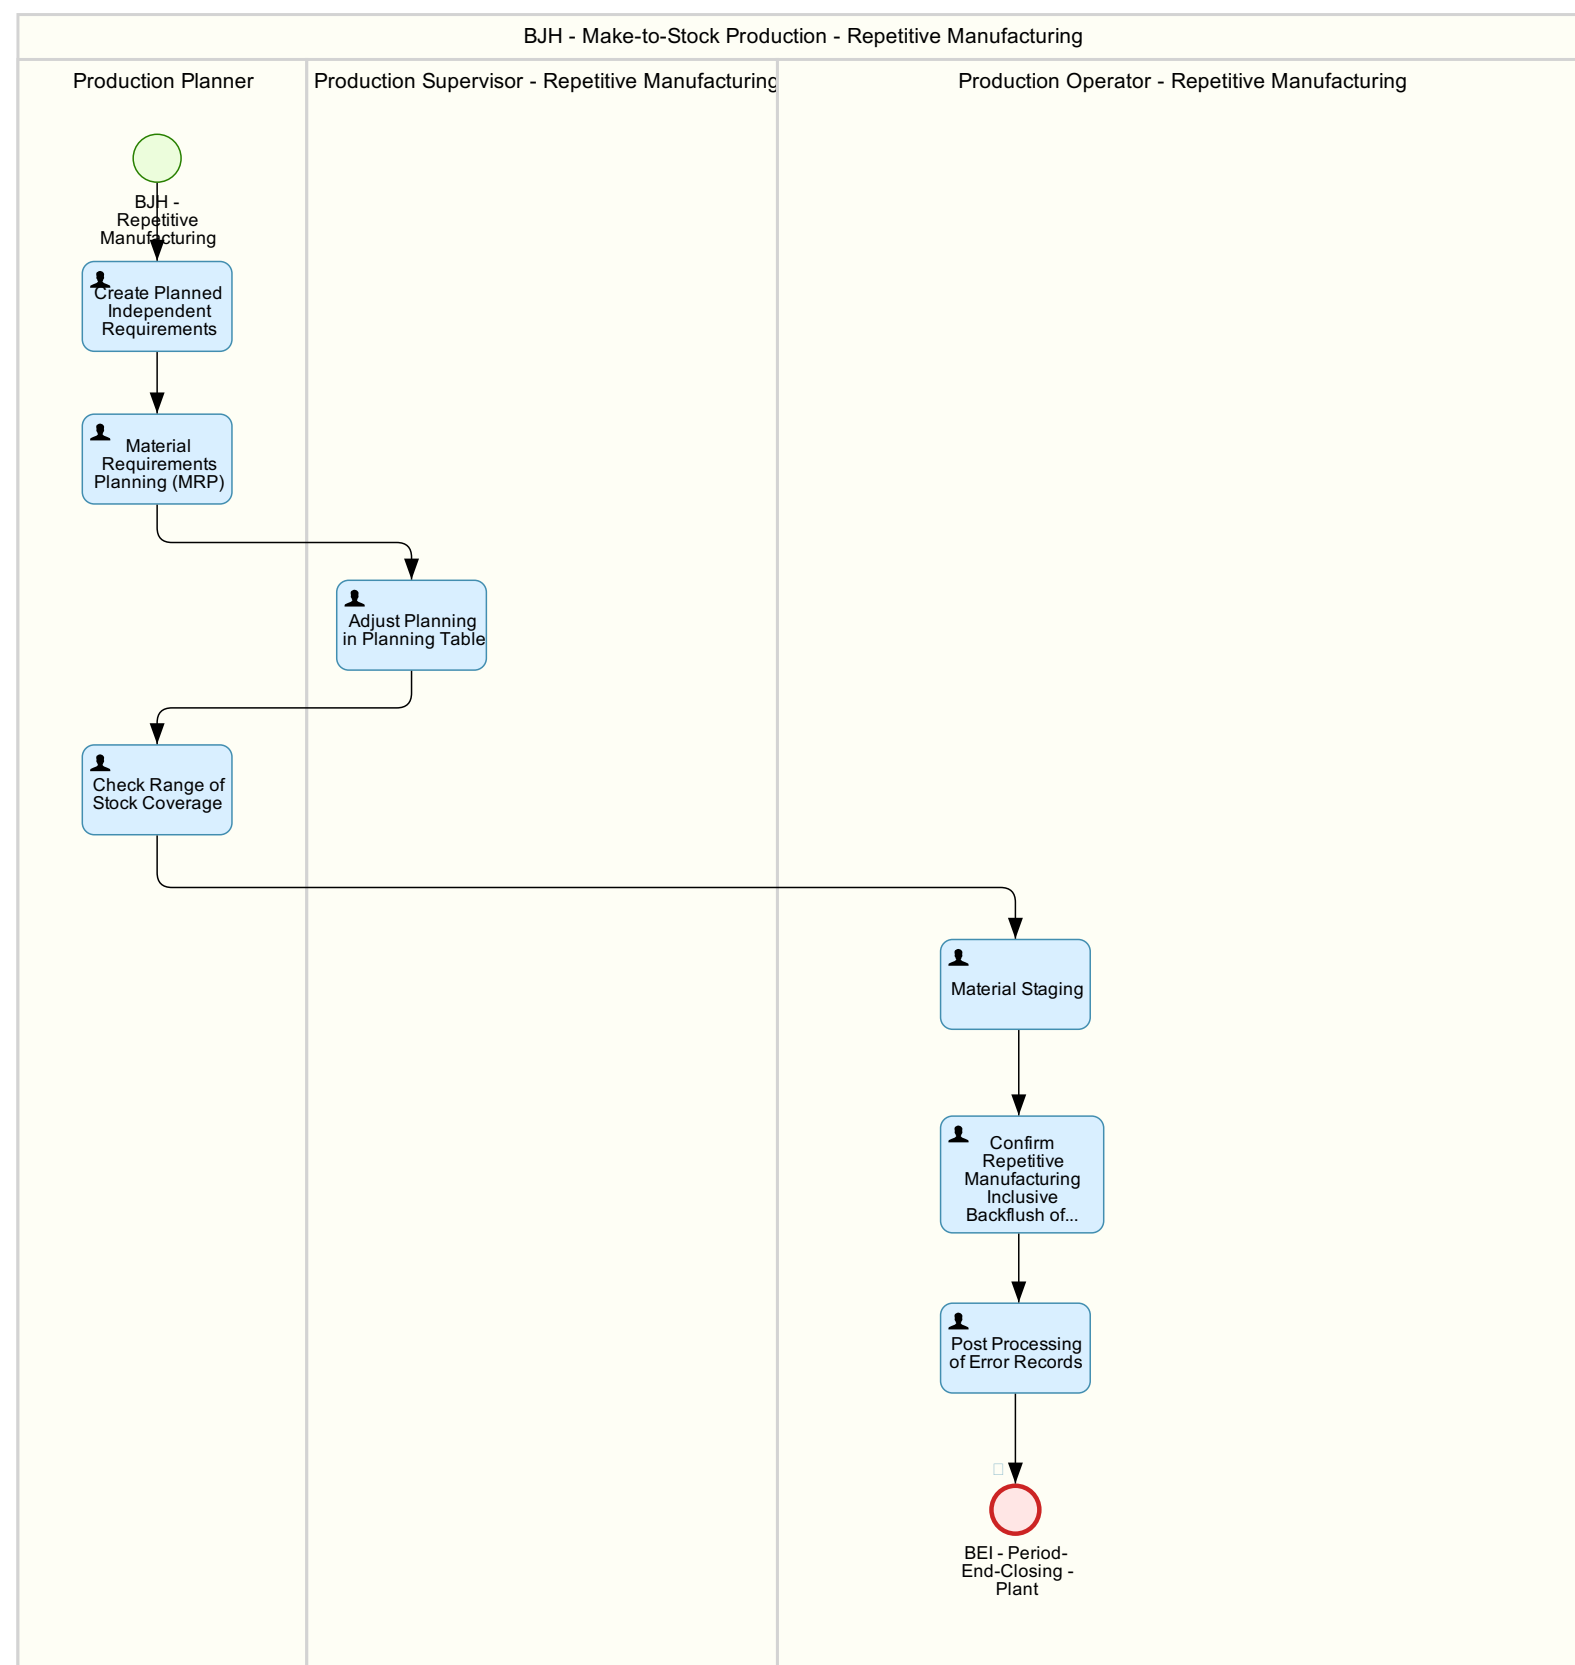 BJH - Make-to-Stock Production - Repetitive Manufacturing
Production Planner
Production Supervisor - Repetitive Manufacturing
Production Operator - Repetitive Manufacturing
BJH -
Repetitive
Manufacturing
Create Planned
Independent
Requirements
Material
Requirements
Planning (MRP)
Adjust Planning
in Planning Table
Check Range of
Stock Coverage
Material Staging
Confirm
Repetitive
Manufacturing
Inclusive
Backflush of...
Post Processing
of Error Records
BEI - Period-
End-Closing -
Plant